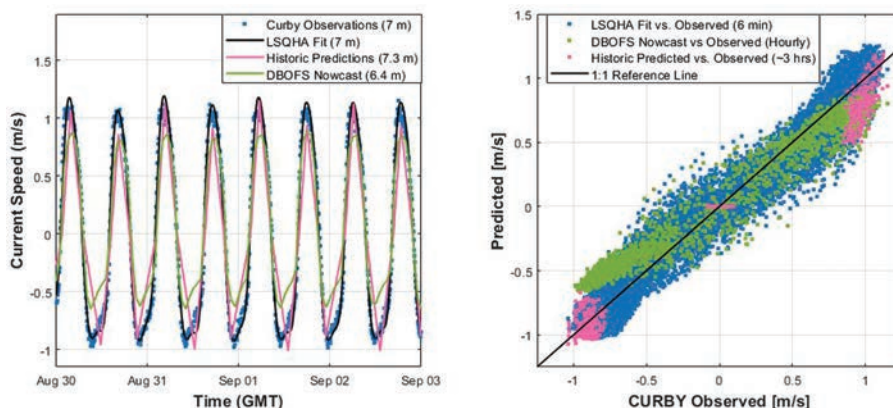 Curby Observations (7 m)
LSQHA Fit (7 m)
Historic Predictions (7.3 m)
DBOFS Nowcast (6.4 m)
1.5
1
0.5
0
-0.5
-1
Current Speed (m/s)
Aug 30
Aug 31
Sep 01
Sep 02
Sep 03
Time (GMT)
LSQHA Fit vs. Observed (6 min)
DBOFS Nowcast vs Observed (Hourly)
Historic Predicted vs. Observed (~3 hrs)
1:1 Reference Line
1
0.5
0
-0.5
-1
Predicted [m/s]
-1
-0.5
0
0.5
1
CURBY Observed [m/s]